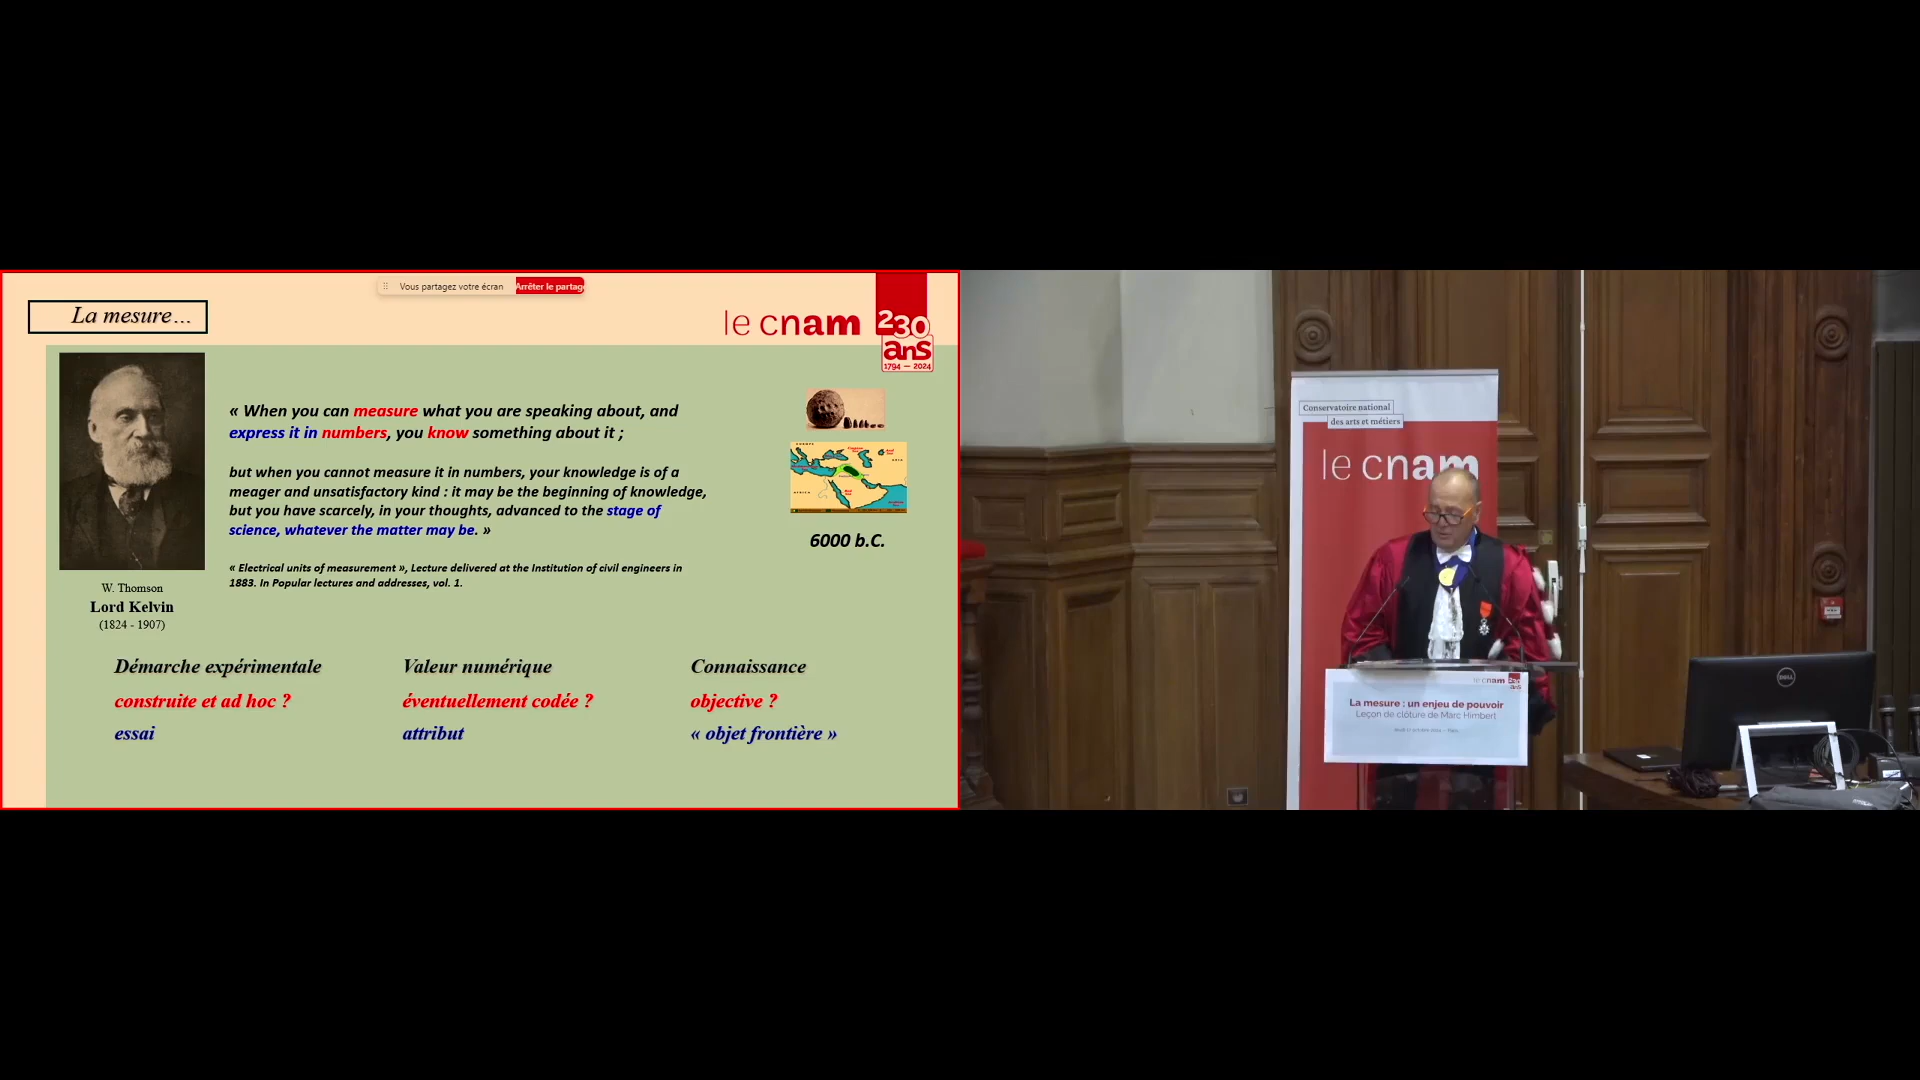 Vous partagez votre écran
Arrêter le partag
La mesure…
le cnam
230
ans
1794 — 2024
« When you can measure what you are speaking about, and
express it in numbers, you know something about it ;
but when you cannot measure it in numbers, your knowledge is of a
meager and unsatisfactory kind : it may be the beginning of knowledge,
but you have scarcely, in your thoughts, advanced to the stage of
science, whatever the matter may be. »
« Electrical units of measurement », Lecture delivered at the Institution of civil engineers in
1883. In Popular lectures and addresses, vol. 1.
6000 b.C.
W. Thomson
Lord Kelvin
(1824 - 1907)
Démarche expérimentale
Valeur numérique
Connaissance
construite et ad hoc ?
éventuellement codée ?
objective ?
essai
attribut
« objet frontière »
Conservatoire national
des arts et métiers
le cnam
le cnam
230
ans
La mesure : un enjeu de pouvoir
Leçon de clôture de Marc Himbert
DELL